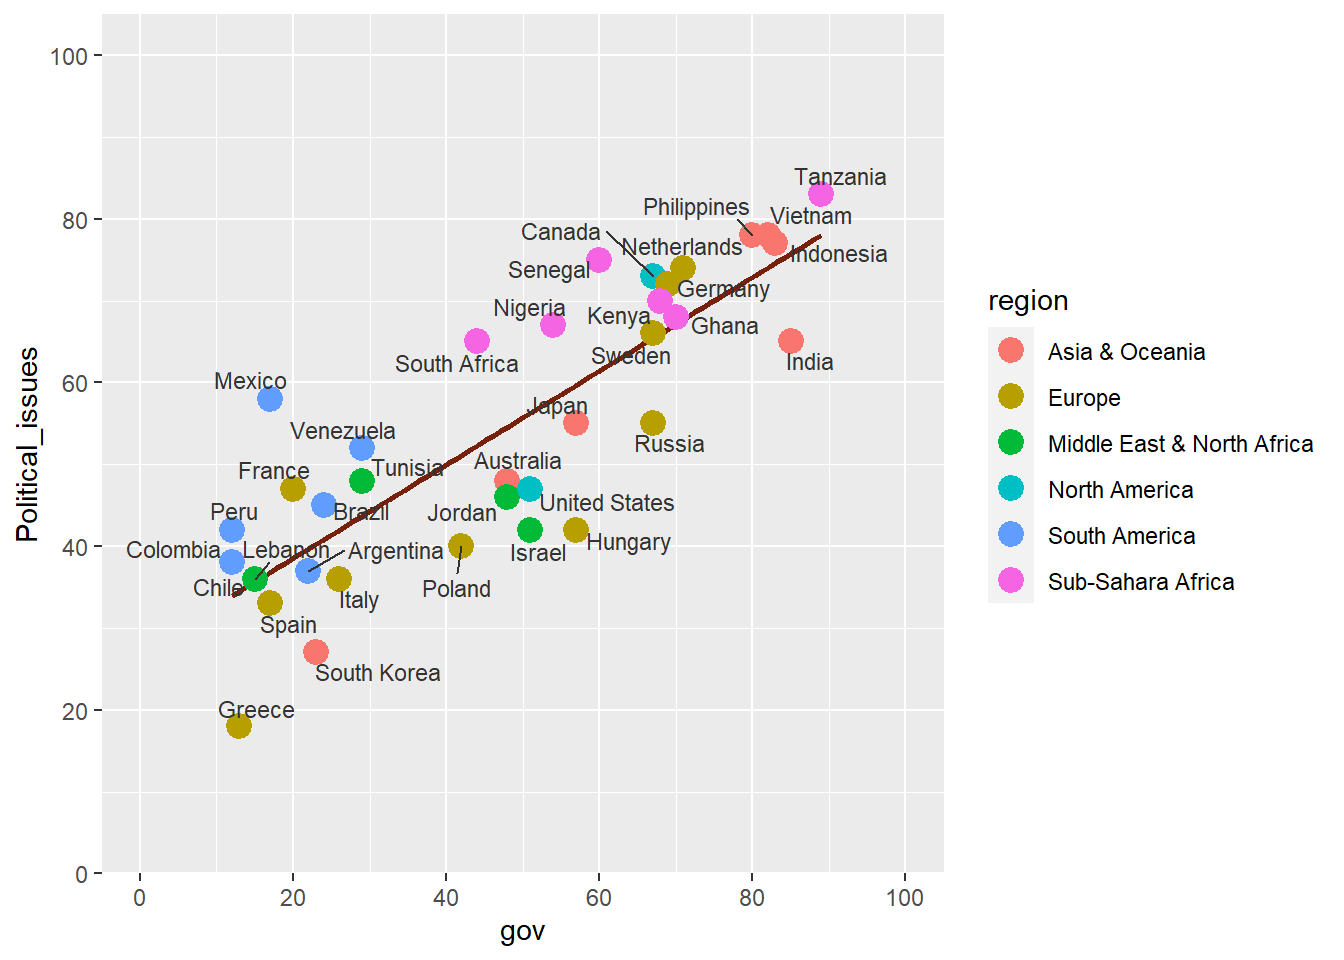 100
80
60
40
20
0
Political_issues
Tanzania
Philippines
Vietnam
Canada
Netherlands
Indonesia
Senegal
Germany
Nigeria
Kenya
Ghana
Sweden
South Africa
India
Mexico
Japan
Venezuela
Russia
France
Tunisia
Australia
Peru
Brazil
United States
Jordan
Colombia
Lebanon
Argentina
Israel
Hungary
Chile
Italy
Poland
Spain
South Korea
Greece
0 20 40 60 80 100
gov
region
Asia & Oceania
Europe
Middle East & North Africa
North America
South America
Sub-Sahara Africa